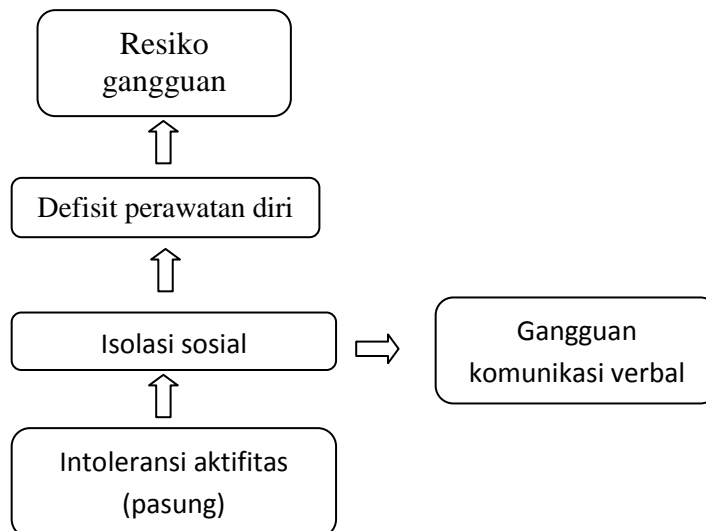 Resiko
gangguan
Defisit perawatan diri
Isolasi sosial
Gangguan
komunikasi verbal
Intoleransi aktifitas
(pasung)